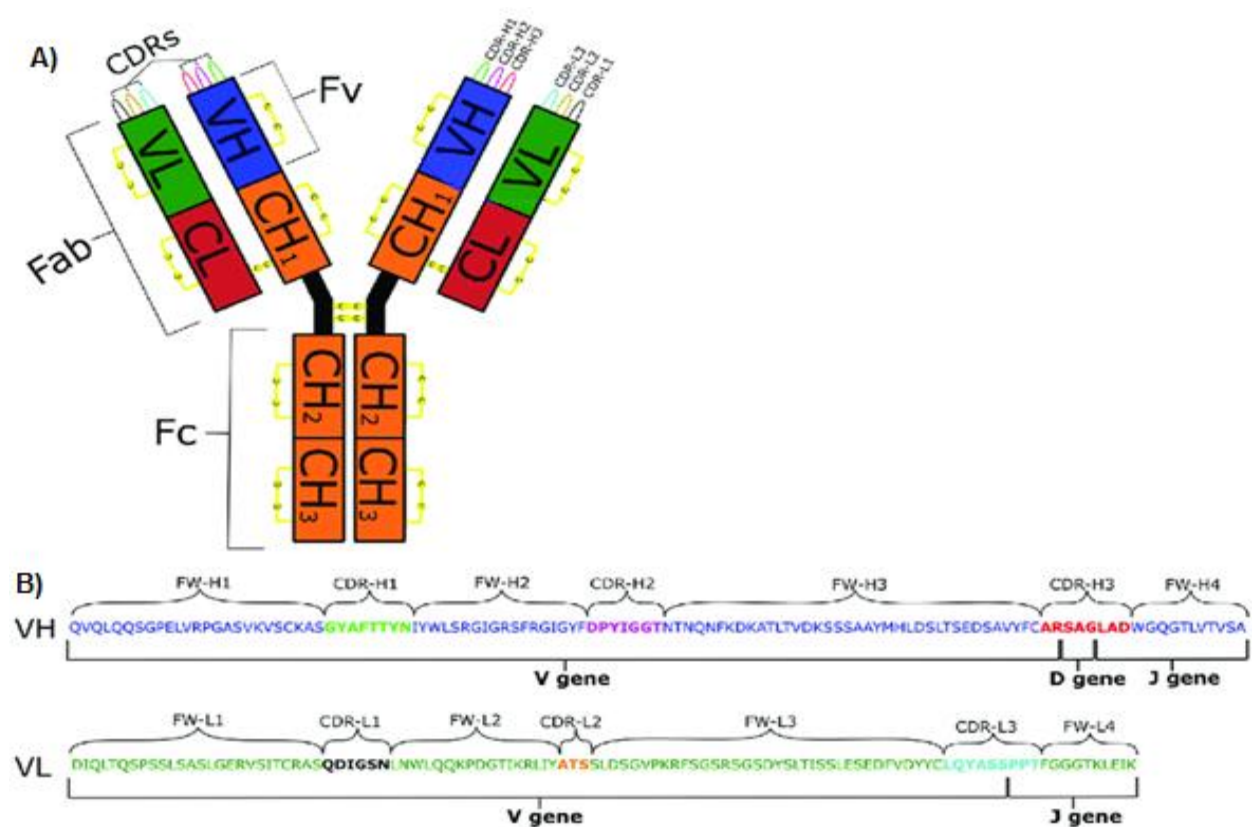 A)
CDRs
CDR-H1
CDR-H2
CDR-H3
CDR-L3
CDR-L2
CDR-L1
Fv
VL
VH
VH
VL
Fab
CL
CH1
CH1
CL
Fc
CH2
CH2
CH3
CH3
B)
FW-H1 CDR-H1 FW-H2 CDR-H2 FW-H3 CDR-H3 FW-H4
VH QVQLQQSGPELVRPGASVKVSCKASGYAFTTYNIYWLSRGIGRSFRGIGYFDPYIGGTNTNQNFKDKATLTVDKSSSAAYMHLDSLTSEDSAVYFCARSAGLADWGQGTLVTVSA
V gene D gene J gene
FW-L1 CDR-L1 FW-L2 CDR-L2 FW-L3 CDR-L3 FW-L4
VL DIQLTQSPSSLSASLGERVSITCRASQDIGSNLNWLQQKPDGTIKRLIYATSSLDSGVPKRFSGSRSGSDYSLTISSLESEDFVDYYCLQYASSPPTFGGGTKLEIK
V gene J gene